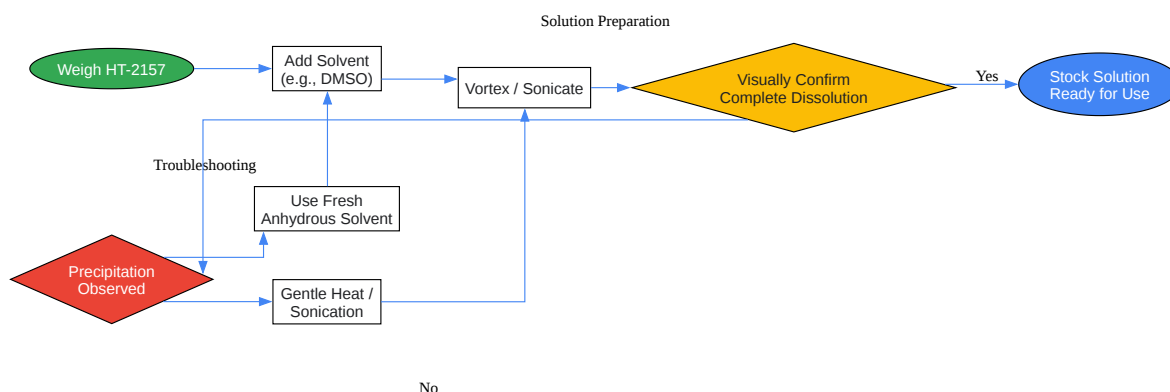 Solution Preparation
Weigh HT-2157
Add Solvent
(e.g., DMSO)
Vortex / Sonicate
Visually Confirm
Complete Dissolution
Yes
Stock Solution
Ready for Use
Troubleshooting
Use Fresh
Anhydrous Solvent
Precipitation
Observed
Gentle Heat /
Sonication
No